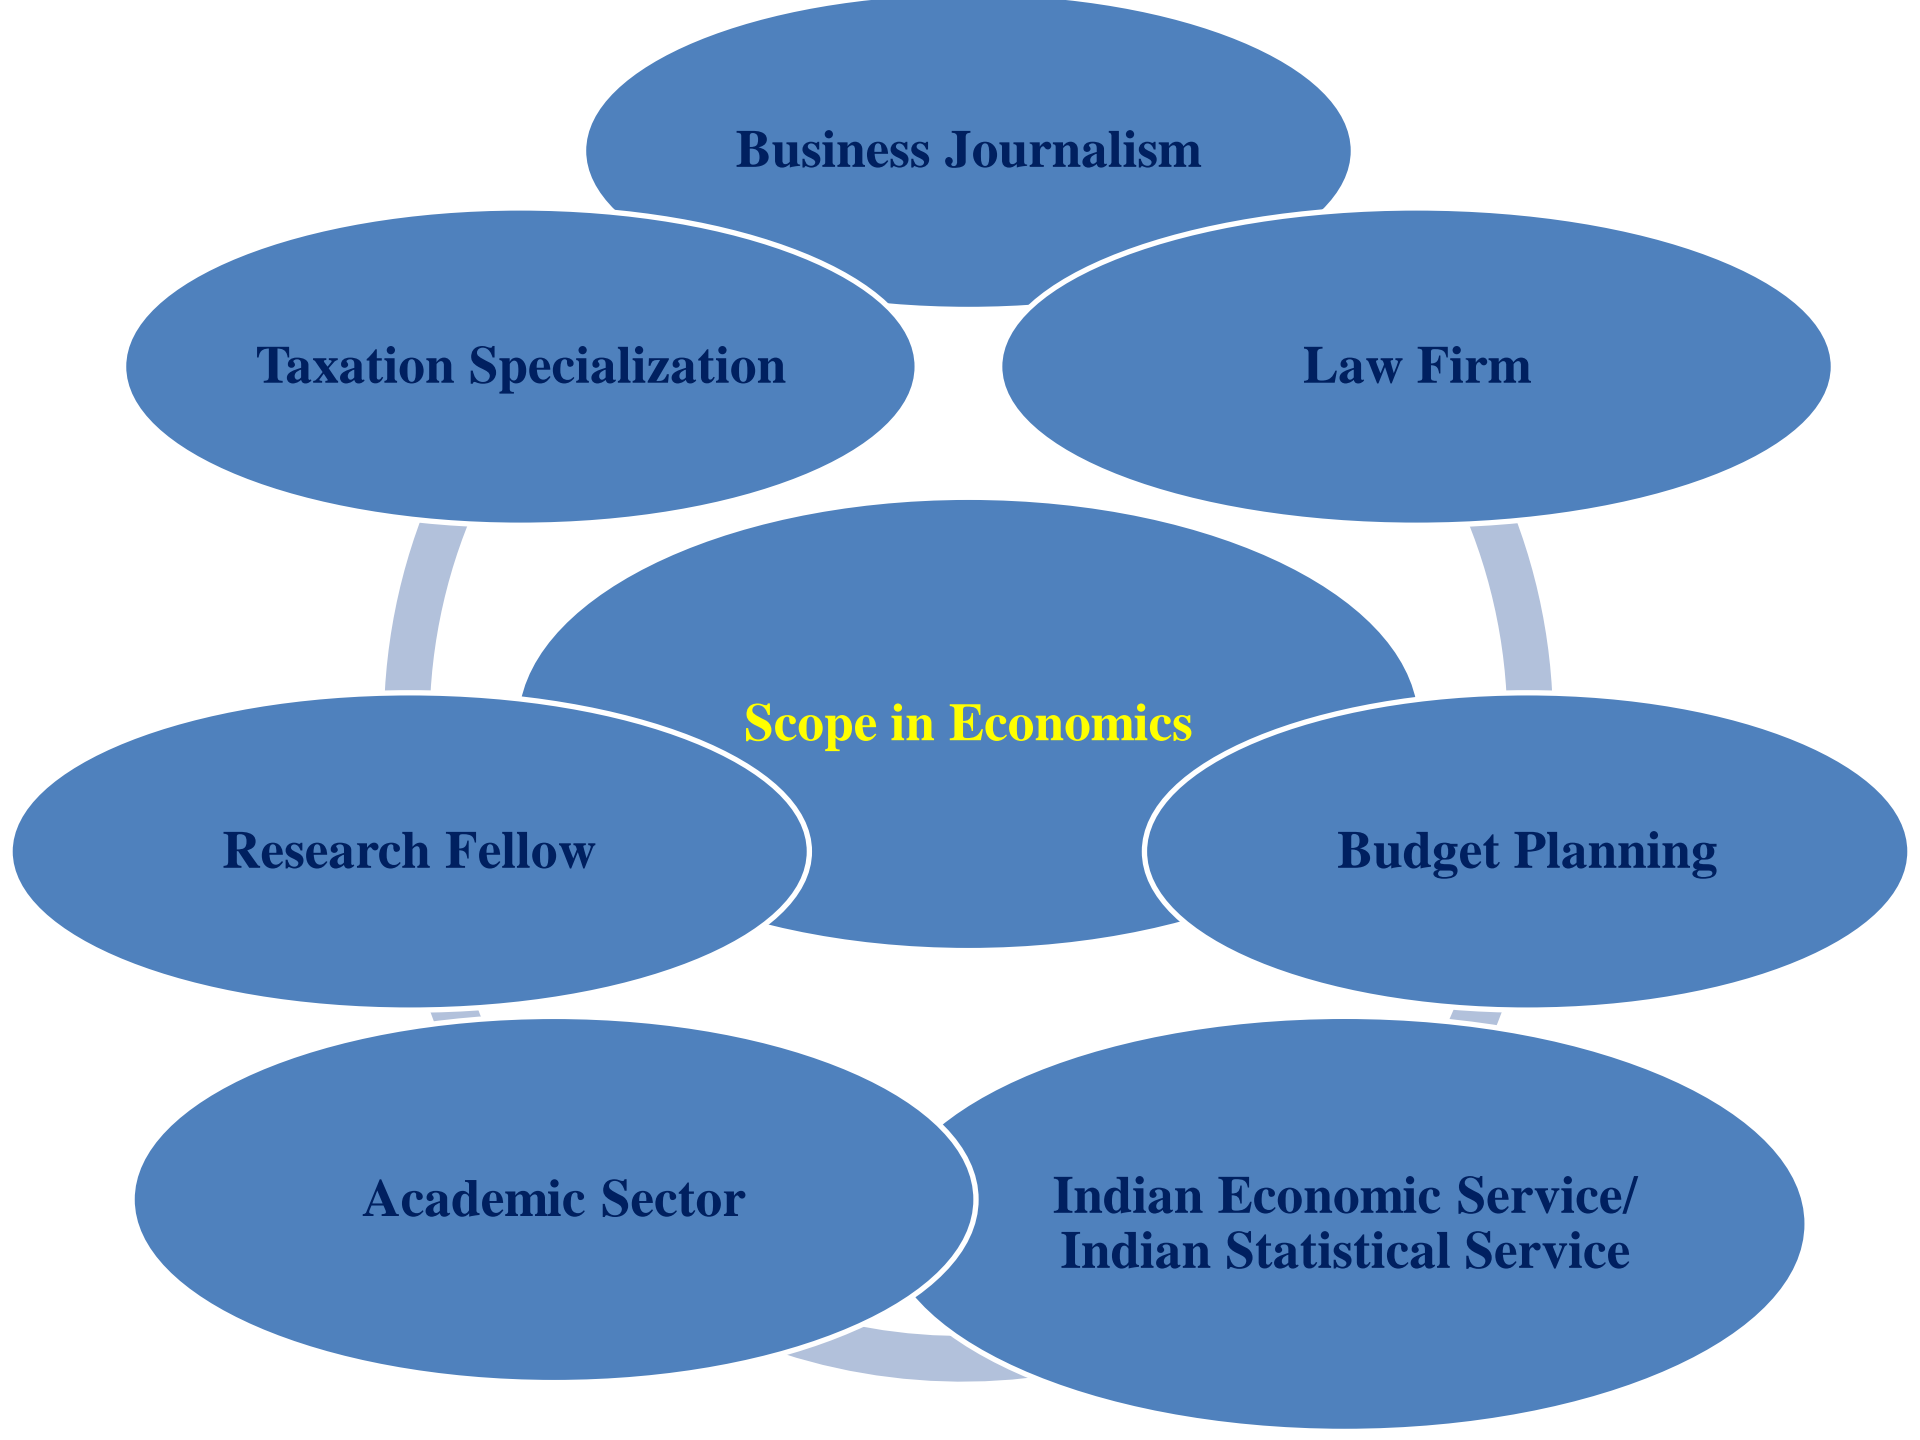 Business Journalism
Taxation Specialization
Law Firm
Scope in Economics
Research Fellow
Budget Planning
Academic Sector
Indian Economic Service/
Indian Statistical Service